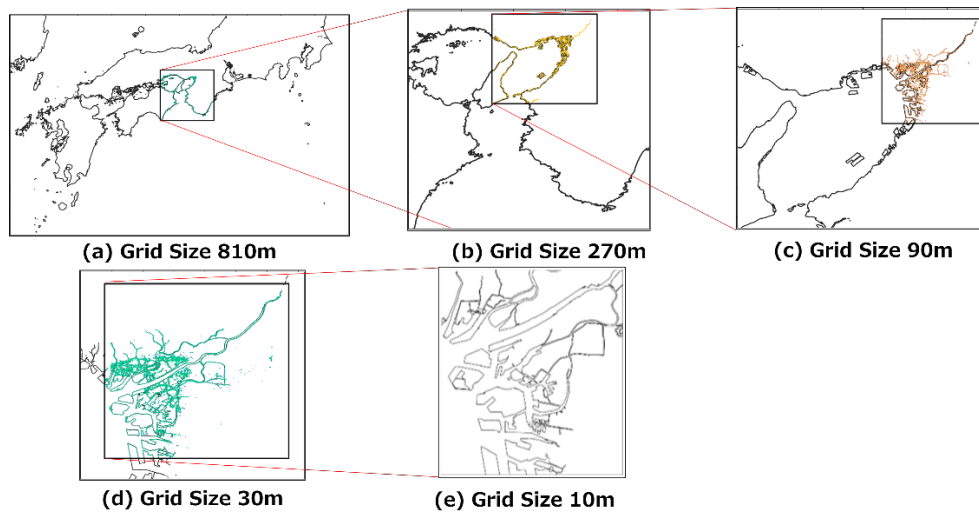 (a) Grid Size 810m
(b) Grid Size 270m
(c) Grid Size 90m
(d) Grid Size 30m
(e) Grid Size 10m